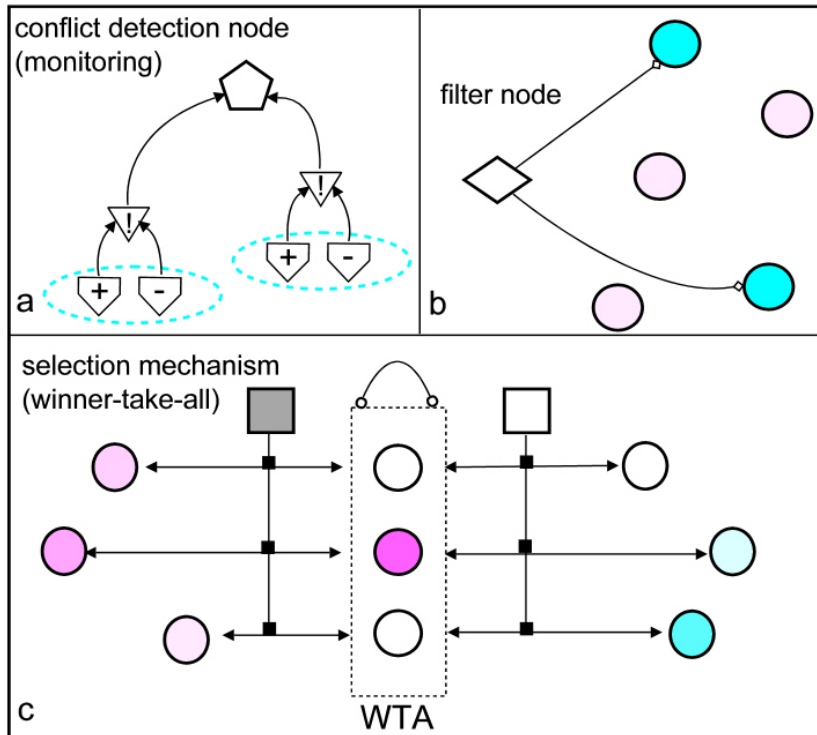 conflict detection node
(monitoring)
!
!
+
-
+
-
a
filter node
b
selection mechanism
(winner-take-all)
WTA
c